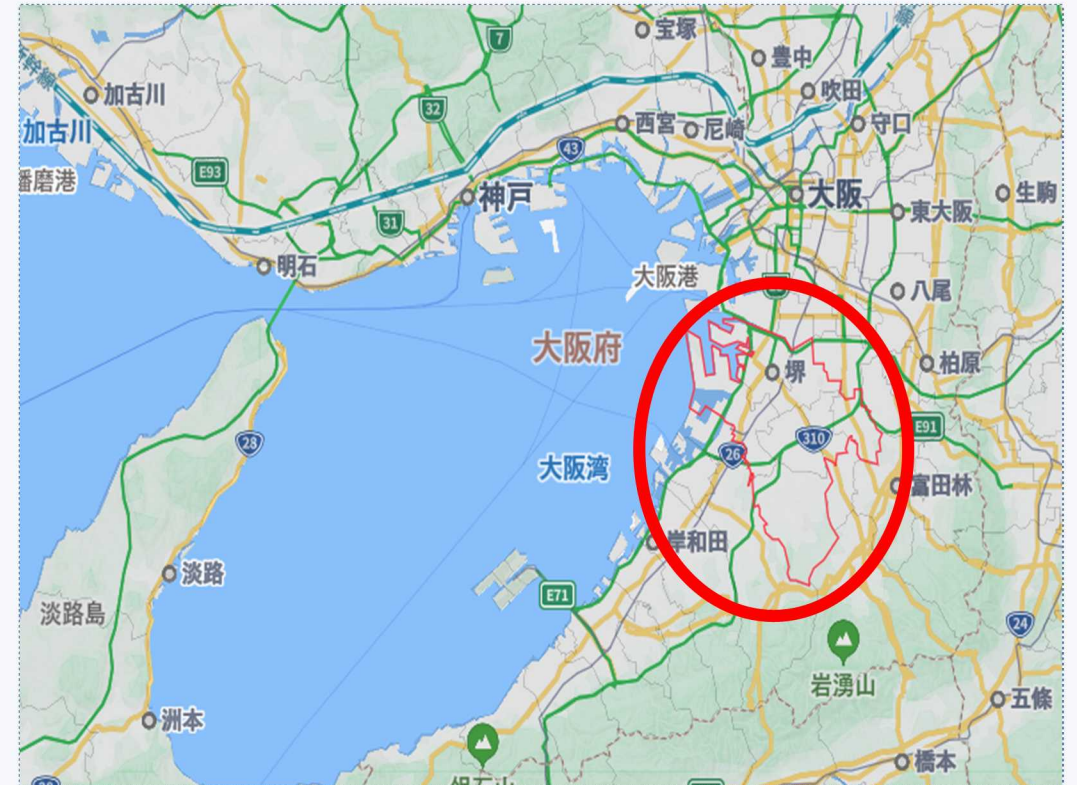 宝塚
7
豊中
新幹線
加古川
吹田
32
西宮
尼崎
守口
加古川
43
E93
播磨港
神戸
大阪
生駒
31
東大阪
明石
大阪港
八尾
大阪府
柏原
堺
28
310
E91
26
大阪湾
富田林
岸和田
淡路
E71
淡路島
24
岩湧山
五條
洲本
橋本